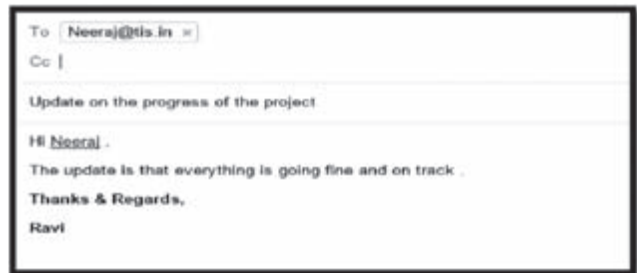 To Neeraj@tis.in ×
Cc
Update on the progress of the project
Hi Neeraj .
The update is that everything is going fine and on track .
Thanks & Regards,
Ravi